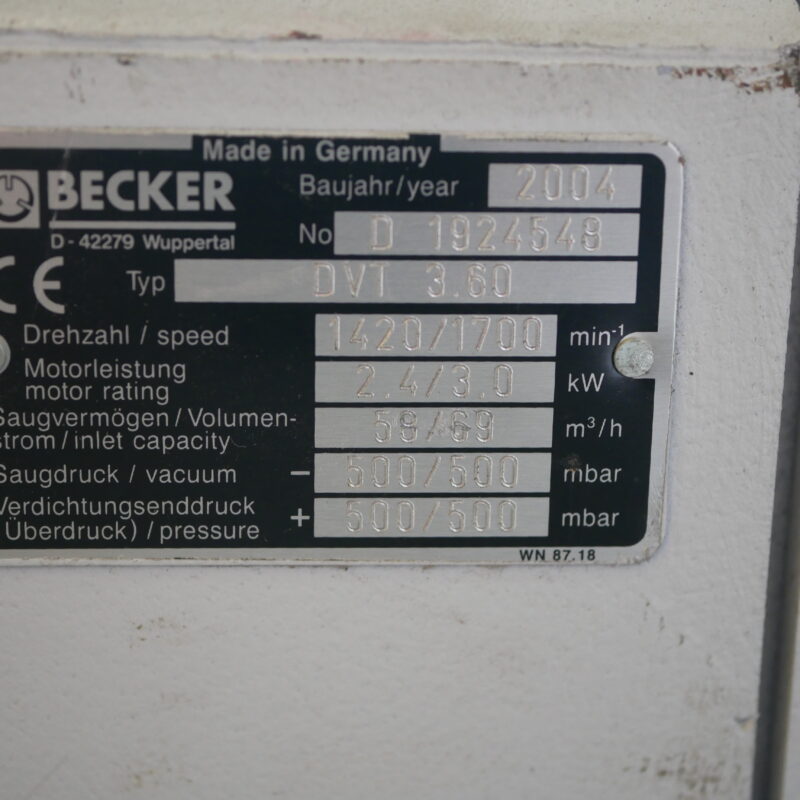 Made in Germany
BECKER
Baujahr/year 2004
D-42279 Wuppertal
No D 1924548
CE Typ DVT 3.60
Drehzahl / speed 1420/1700 min-1
Motorleistung
motor rating 2.4/3.0 kW
Saugvermögen/Volumen-
strom/inlet capacity 59/69 m³/h
Saugdruck / vacuum - 500/500 mbar
Verdichtungsenddruck
(Überdruck) / pressure + 500/500 mbar
WN 87.18